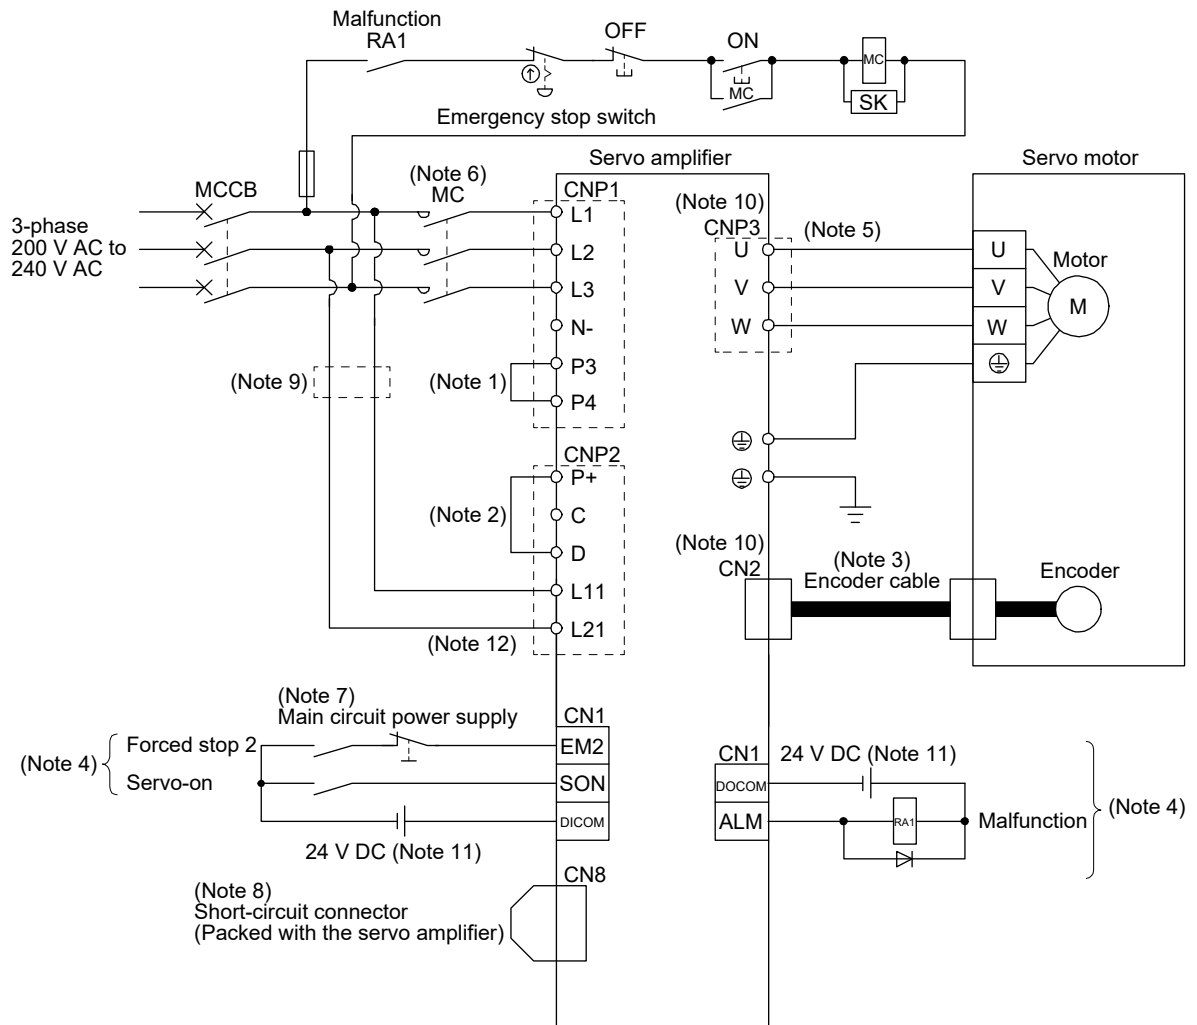 Malfunction
RA1
OFF
ON
MC
MC
SK
Emergency stop switch
Servo amplifier
Servo motor
MCCB
(Note 6)
MC
CNP1
(Note 10)
CNP3
(Note 5)
3-phase
200 V AC to
240 V AC
L1
L2
L3
N-
P3
P4
U
V
W
U
V
W
Motor
M
(Note 9)
(Note 1)
CNP2
P+
C
D
L11
L21
(Note 2)
(Note 12)
(Note 10)
CN2
(Note 3)
Encoder cable
Encoder
(Note 7)
Main circuit power supply
CN1
(Note 4)
Forced stop 2
EM2
Servo-on
SON
DICOM
24 V DC (Note 11)
CN1
24 V DC (Note 11)
DOCOM
ALM
RA1
Malfunction
(Note 4)
CN8
(Note 8)
Short-circuit connector
(Packed with the servo amplifier)